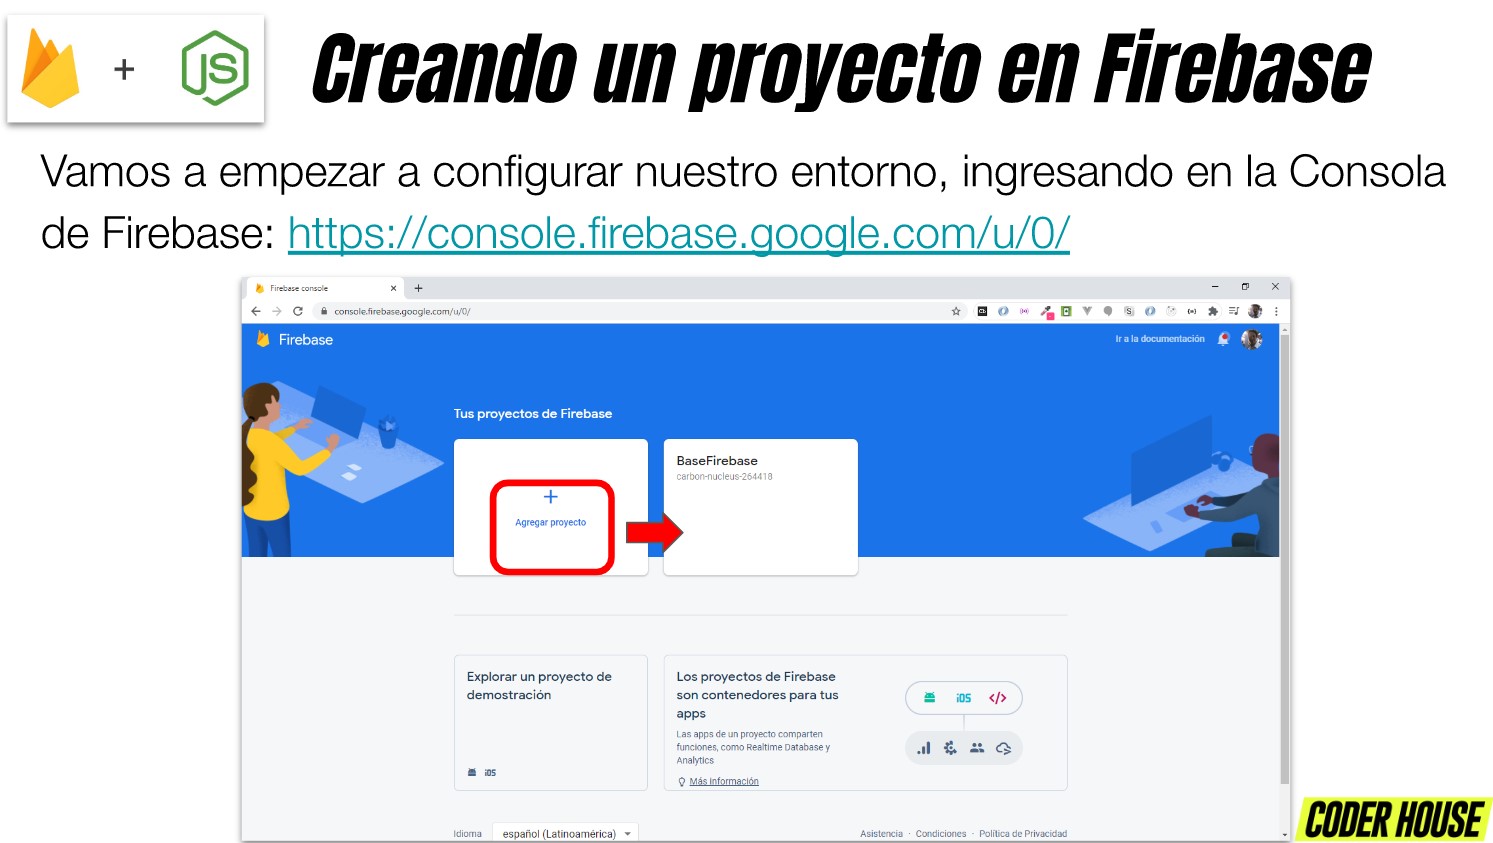 JS
+
Creando un proyecto en Firebase
Vamos a empezar a configurar nuestro entorno, ingresando en la Consola
de Firebase: https://console.firebase.google.com/u/0/
Firebase console
console.firebase.google.com/u/0/
Firebase
Ir a la documentación
Tus proyectos de Firebase
+
Agregar proyecto
BaseFirebase
carbon-nucleus-264418
Explorar un proyecto de
demostración
iOS
Los proyectos de Firebase
son contenedores para tus
apps
Las apps de un proyecto comparten
funciones, como Realtime Database y
Analytics
Más información
iOS </>
Idioma español (Latinoamérica)
Asistencia · Condiciones · Política de Privacidad
CODER HOUSE